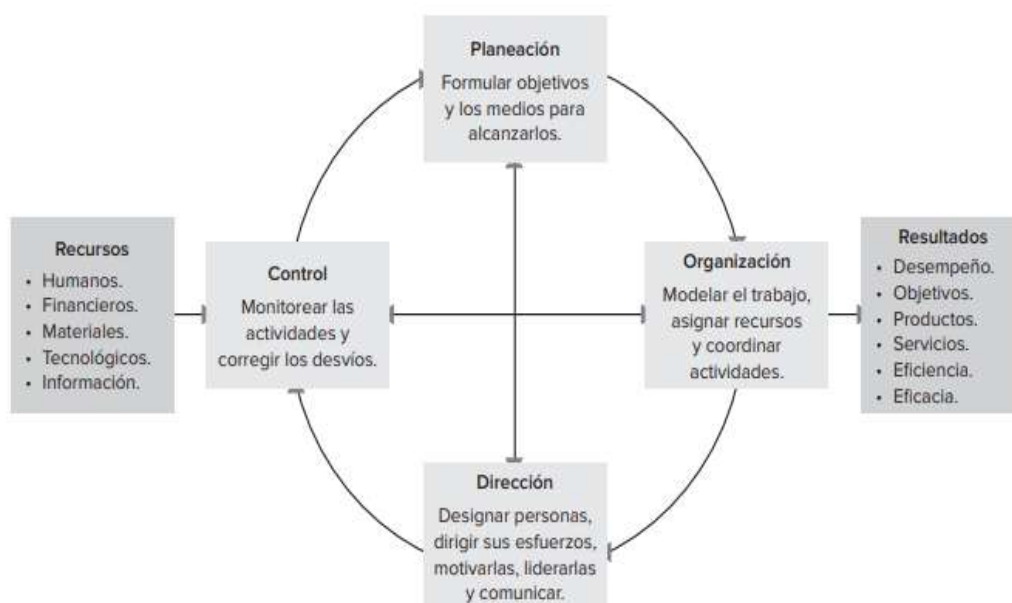 Planeación
Formular objetivos
y los medios para
alcanzarlos.
Recursos
• Humanos.
• Financieros.
• Materiales.
• Tecnológicos.
• Información.
Control
Monitorear las
actividades y
corregir los desvíos.
Organización
Modelar el trabajo,
asignar recursos
y coordinar
actividades.
Resultados
• Desempeño.
• Objetivos.
• Productos.
• Servicios.
• Eficiencia.
• Eficacia.
Dirección
Designar personas,
dirigir sus esfuerzos,
motivarlas, liderarlas
y comunicar.